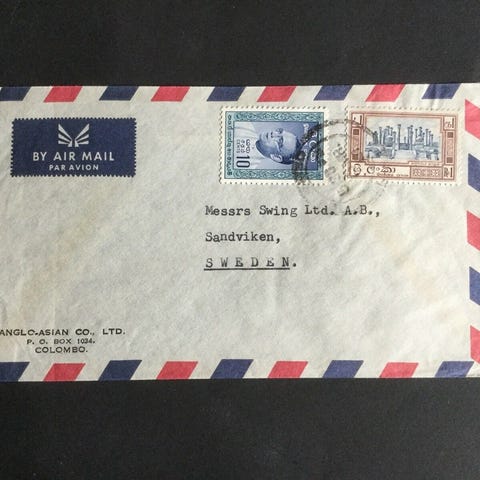 BY AIR MAIL
PAR AVION
10
Messrs Swing Ltd. A.B.,
Sandviken,
SWEDEN.
ANGLO-ASIAN CO., LTD.
P. O. BOX 1034.
COLOMBO.